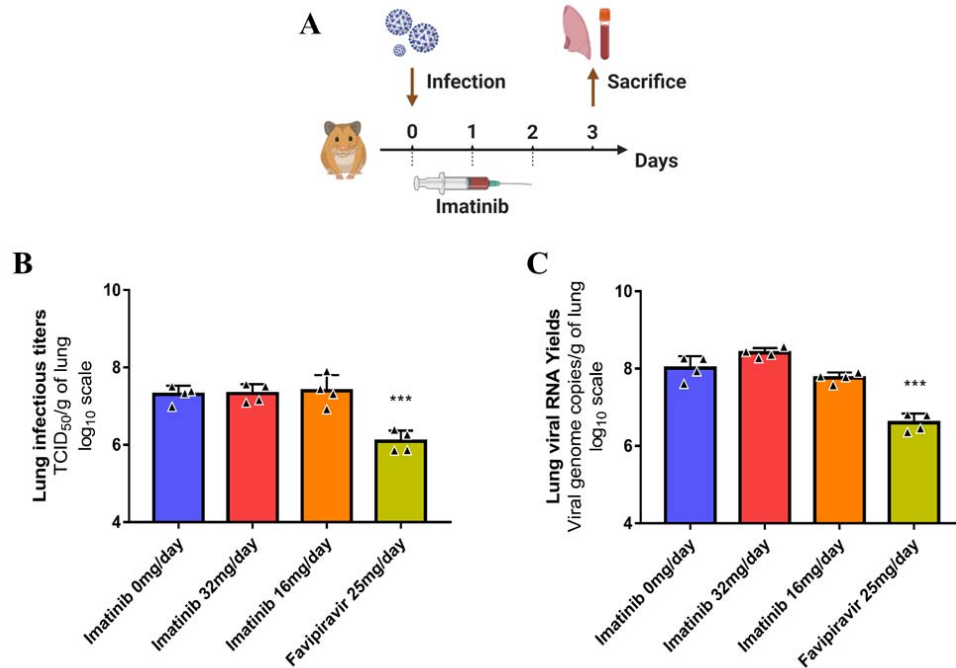 A
Infection
Sacrifice
0
1
2
3
Days
Imatinib
B
Lung infectious titers
TCID50/g of lung
log10 scale
10
8
6
4
***
Imatinib 0mg/day
Imatinib 32mg/day
Imatinib 16mg/day
Favipiravir 25mg/day
C
Lung viral RNA Yields
Viral genome copies/g of lung
log10 scale
10
8
6
4
***
Imatinib 0mg/day
Imatinib 32mg/day
Imatinib 16mg/day
Favipiravir 25mg/day